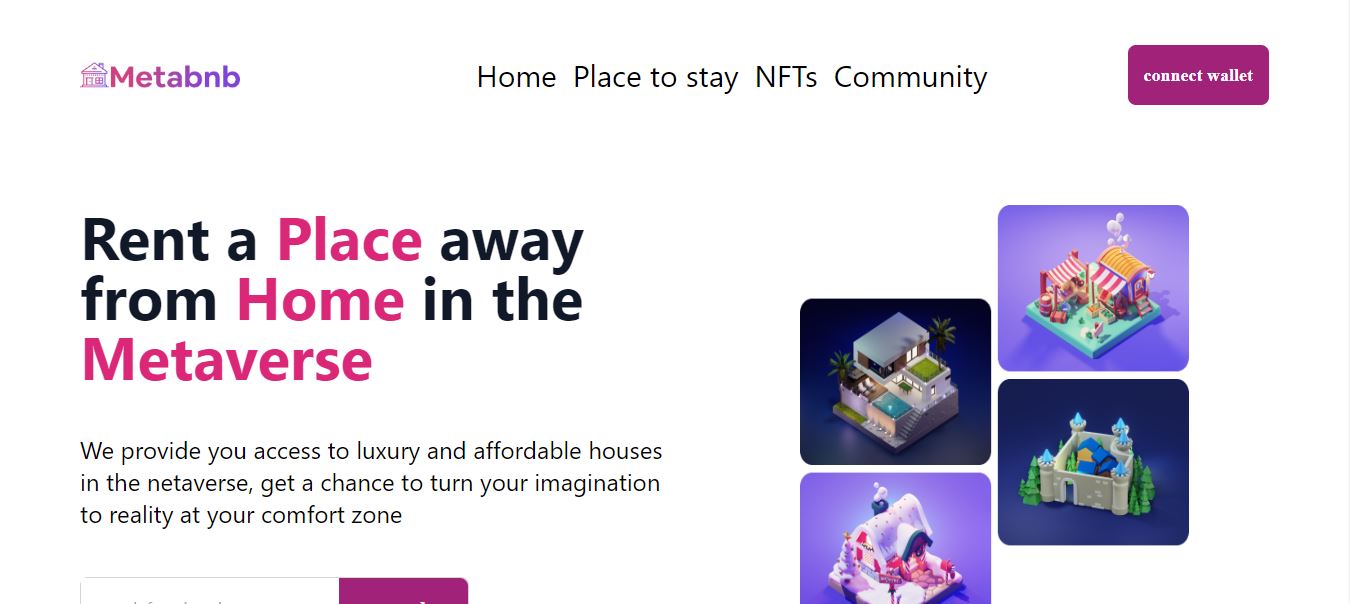 Metabnb
Home Place to stay NFTs Community
connect wallet
Rent a Place away
from Home in the
Metaverse
We provide you access to luxury and affordable houses
in the netaverse, get a chance to turn your imagination
to reality at your comfort zone